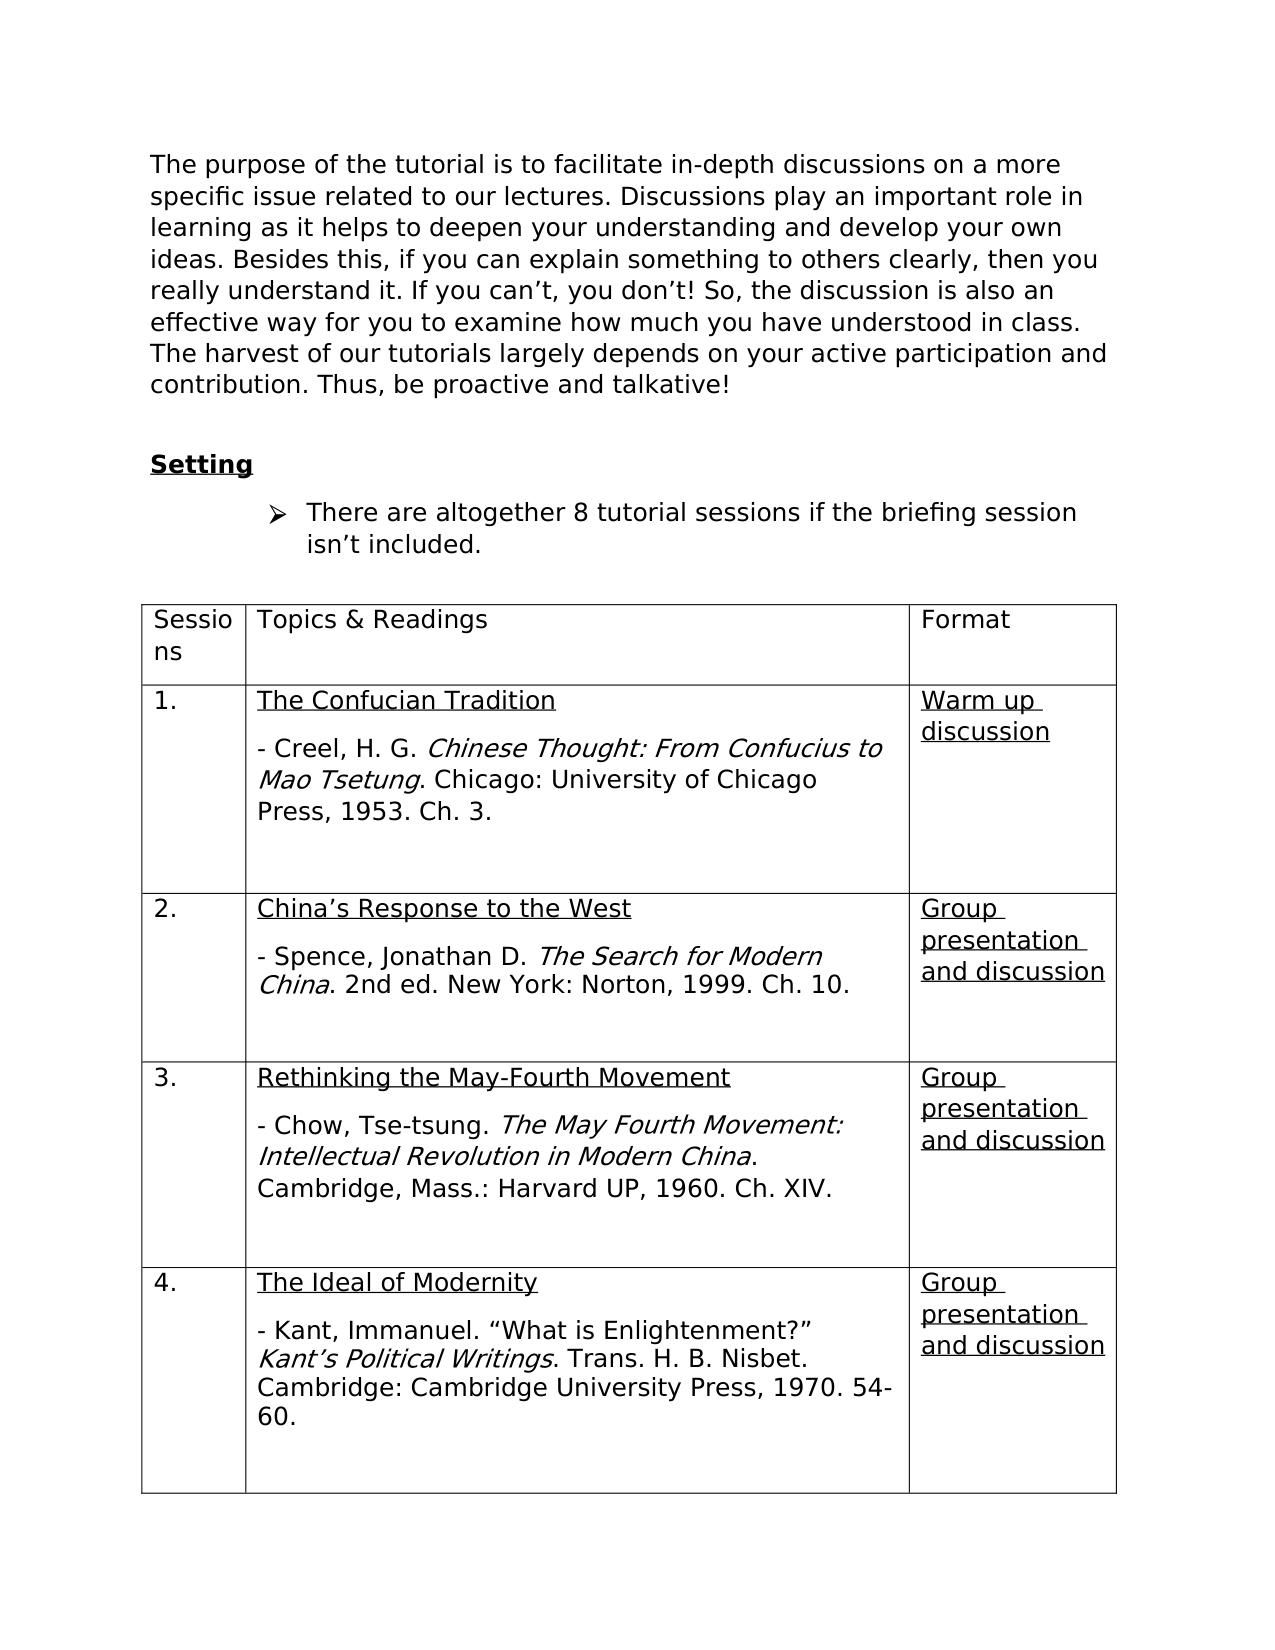 The purpose of the tutorial is to facilitate in-depth discussions on a more
specific issue related to our lectures. Discussions play an important role in
learning as it helps to deepen your understanding and develop your own
ideas. Besides this, if you can explain something to others clearly, then you
really understand it. If you can’t, you don’t! So, the discussion is also an
effective way for you to examine how much you have understood in class.
The harvest of our tutorials largely depends on your active participation and
contribution. Thus, be proactive and talkative!
Setting
➢ There are altogether 8 tutorial sessions if the briefing session
isn’t included.
Sessio
ns
Topics & Readings
Format
1.
The Confucian Tradition
- Creel, H. G. Chinese Thought: From Confucius to
Mao Tsetung. Chicago: University of Chicago
Press, 1953. Ch. 3.
Warm up
discussion
2.
China’s Response to the West
- Spence, Jonathan D. The Search for Modern
China. 2nd ed. New York: Norton, 1999. Ch. 10.
Group
presentation
and discussion
3.
Rethinking the May-Fourth Movement
- Chow, Tse-tsung. The May Fourth Movement:
Intellectual Revolution in Modern China.
Cambridge, Mass.: Harvard UP, 1960. Ch. XIV.
Group
presentation
and discussion
4.
The Ideal of Modernity
- Kant, Immanuel. “What is Enlightenment?”
Kant’s Political Writings. Trans. H. B. Nisbet.
Cambridge: Cambridge University Press, 1970. 54-
60.
Group
presentation
and discussion